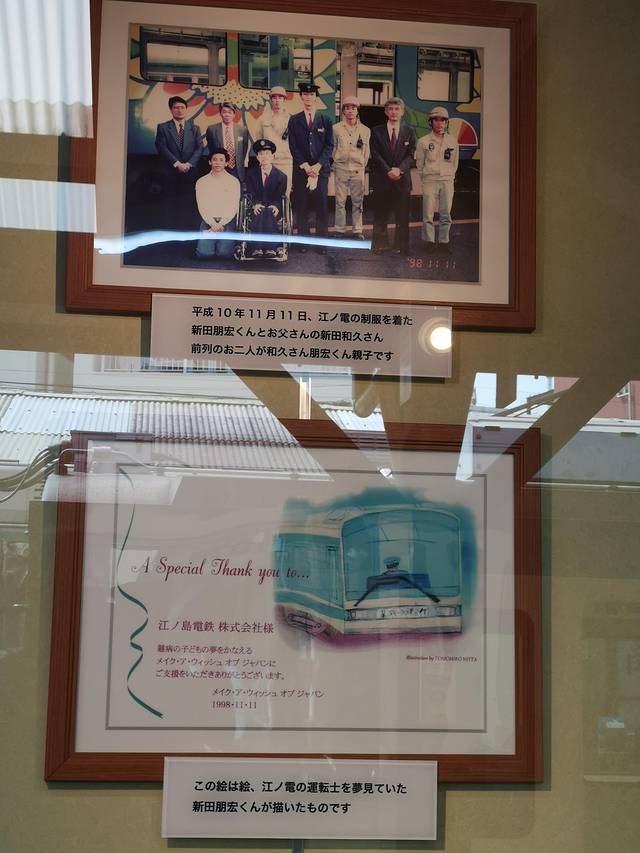 '98 11 11
平成10年11月11日、江ノ電の制服を着た
新田朋宏くんとお父さんの新田和久さん
前列のお二人が和久さん朋宏くん親子です
A Special Thank you to...
江ノ島電鉄 株式会社様
難病の子どもの夢をかなえる
メイク・ア・ウィッシュ オブ ジャパンに
ご支援をいただきありがとうございます。
メイク・ア・ウィッシュ オブ ジャパン
1998・11・11
Illustration by TOMOHIRO NITTA
この絵は絵、江ノ電の運転士を夢見ていた
新田朋宏くんが描いたものです